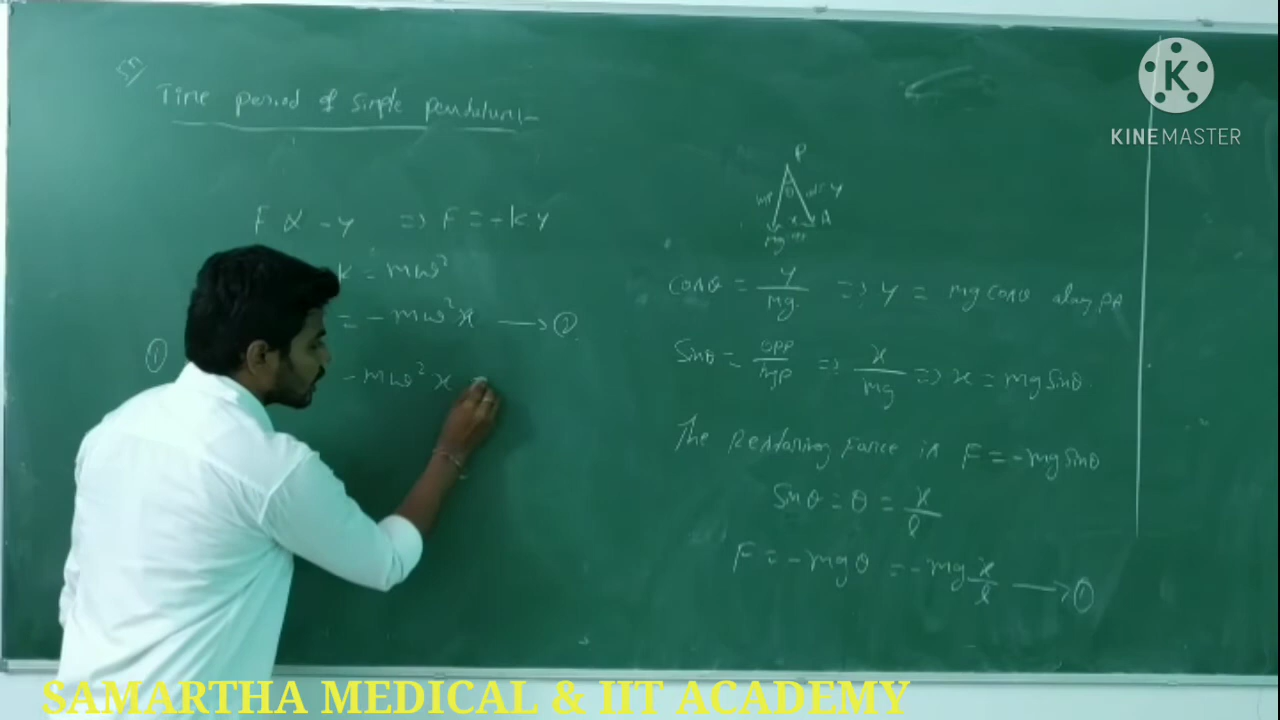 5)
Time period of simple pendulum:-
F ∝ -y => F = -ky
K = mω²
= -mω²x → ②
①
-mω²x
P
θ
A
mg
cosθ = y/mg => y = mg cosθ along PA
Sinθ = opp/hyp => x/mg => x = mg sinθ
The Restoring Force is F = -mg sinθ
Sinθ = θ = x/l
F = -mgθ = -mg x/l → ①
K
KINEMASTER
SAMARTHA MEDICAL & IIT ACADEMY